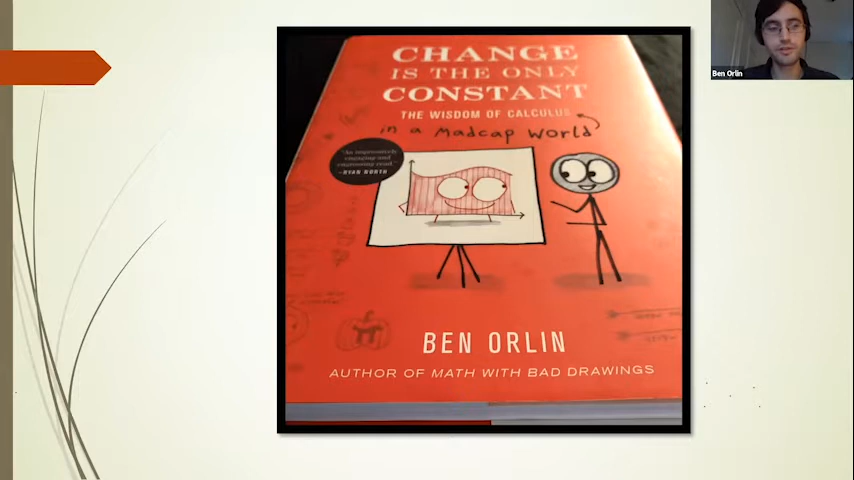 CHANGE
IS THE ONLY
CONSTANT
THE WISDOM OF CALCULUS
in a Madcap World
"An impressively
engaging and
engineering read."
–RYAN NORTH
BEN ORLIN
AUTHOR OF MATH WITH BAD DRAWINGS
Ben Orlin